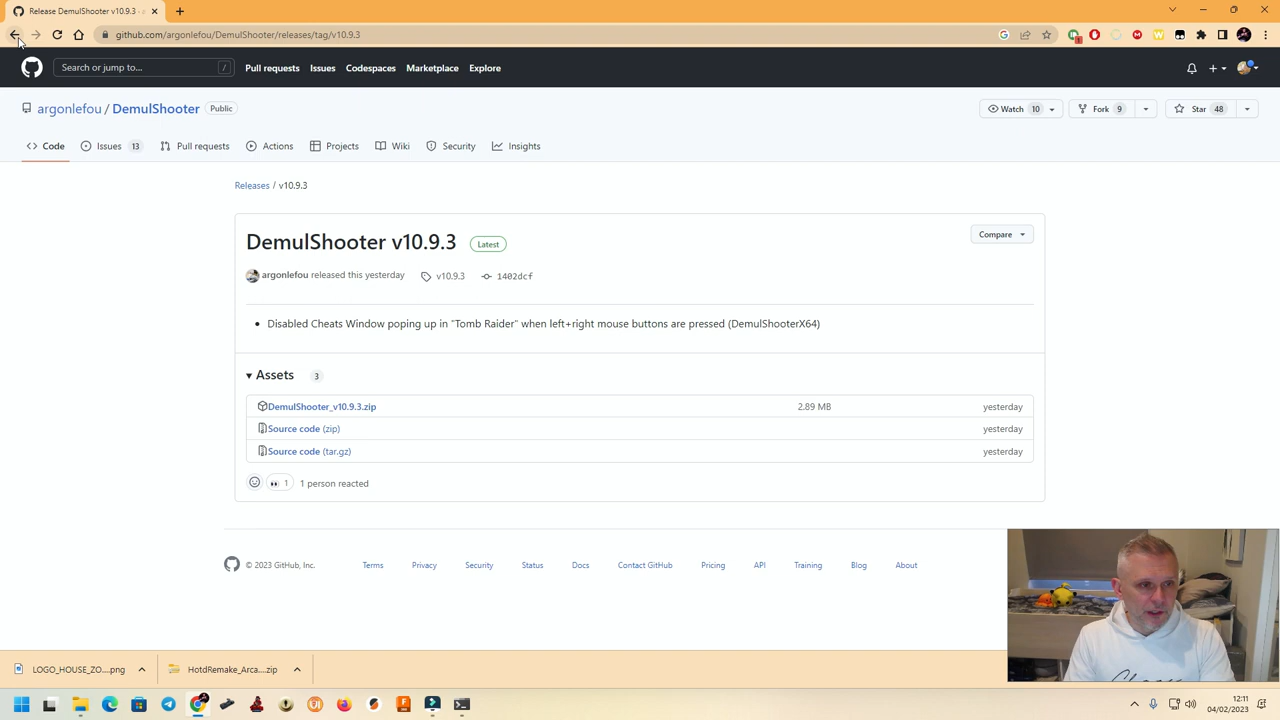 Release DemulShooter v10.9.3 · a
github.com/argonlefou/DemulShooter/releases/tag/v10.9.3
Search or jump to...
/
Pull requests
Issues
Codespaces
Marketplace
Explore
argonlefou / DemulShooter
Public
Watch 10
Fork 9
Star 48
Code
Issues 13
Pull requests
Actions
Projects
Wiki
Security
Insights
Releases / v10.9.3
DemulShooter v10.9.3
Latest
Compare
argonlefou released this yesterday
v10.9.3
1402dcf
• Disabled Cheats Window poping up in "Tomb Raider" when left+right mouse buttons are pressed (DemulShooterX64)
Assets 3
DemulShooter_v10.9.3.zip
2.89 MB
yesterday
Source code (zip)
yesterday
Source code (tar.gz)
yesterday
1
1 person reacted
© 2023 GitHub, Inc.
Terms
Privacy
Security
Status
Docs
Contact GitHub
Pricing
API
Training
Blog
About
LOGO_HOUSE_ZO....png
HotdRemake_Arca....zip
12:11
04/02/2023